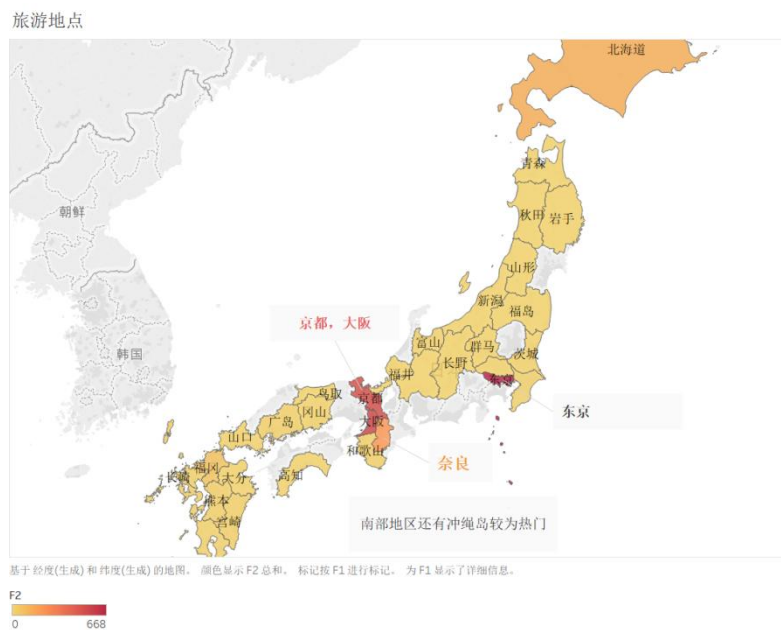 旅游地点
北海道
青森
秋田
岩手
山形
新潟
福岛
朝鲜
京都，大阪
富山
群马
长野
茨城
福井
韩国
东京
鸟取
京都
东京
冈山
大阪
广岛
山口
和歌山
奈良
福冈
长崎
大分
高知
熊本
宫崎
南部地区还有冲绳岛较为热门
基于 经度(生成) 和 纬度(生成) 的地图。 颜色显示 F2 总和。 标记按 F1 进行标记。 为 F1 显示了详细信息。
F2
0
668